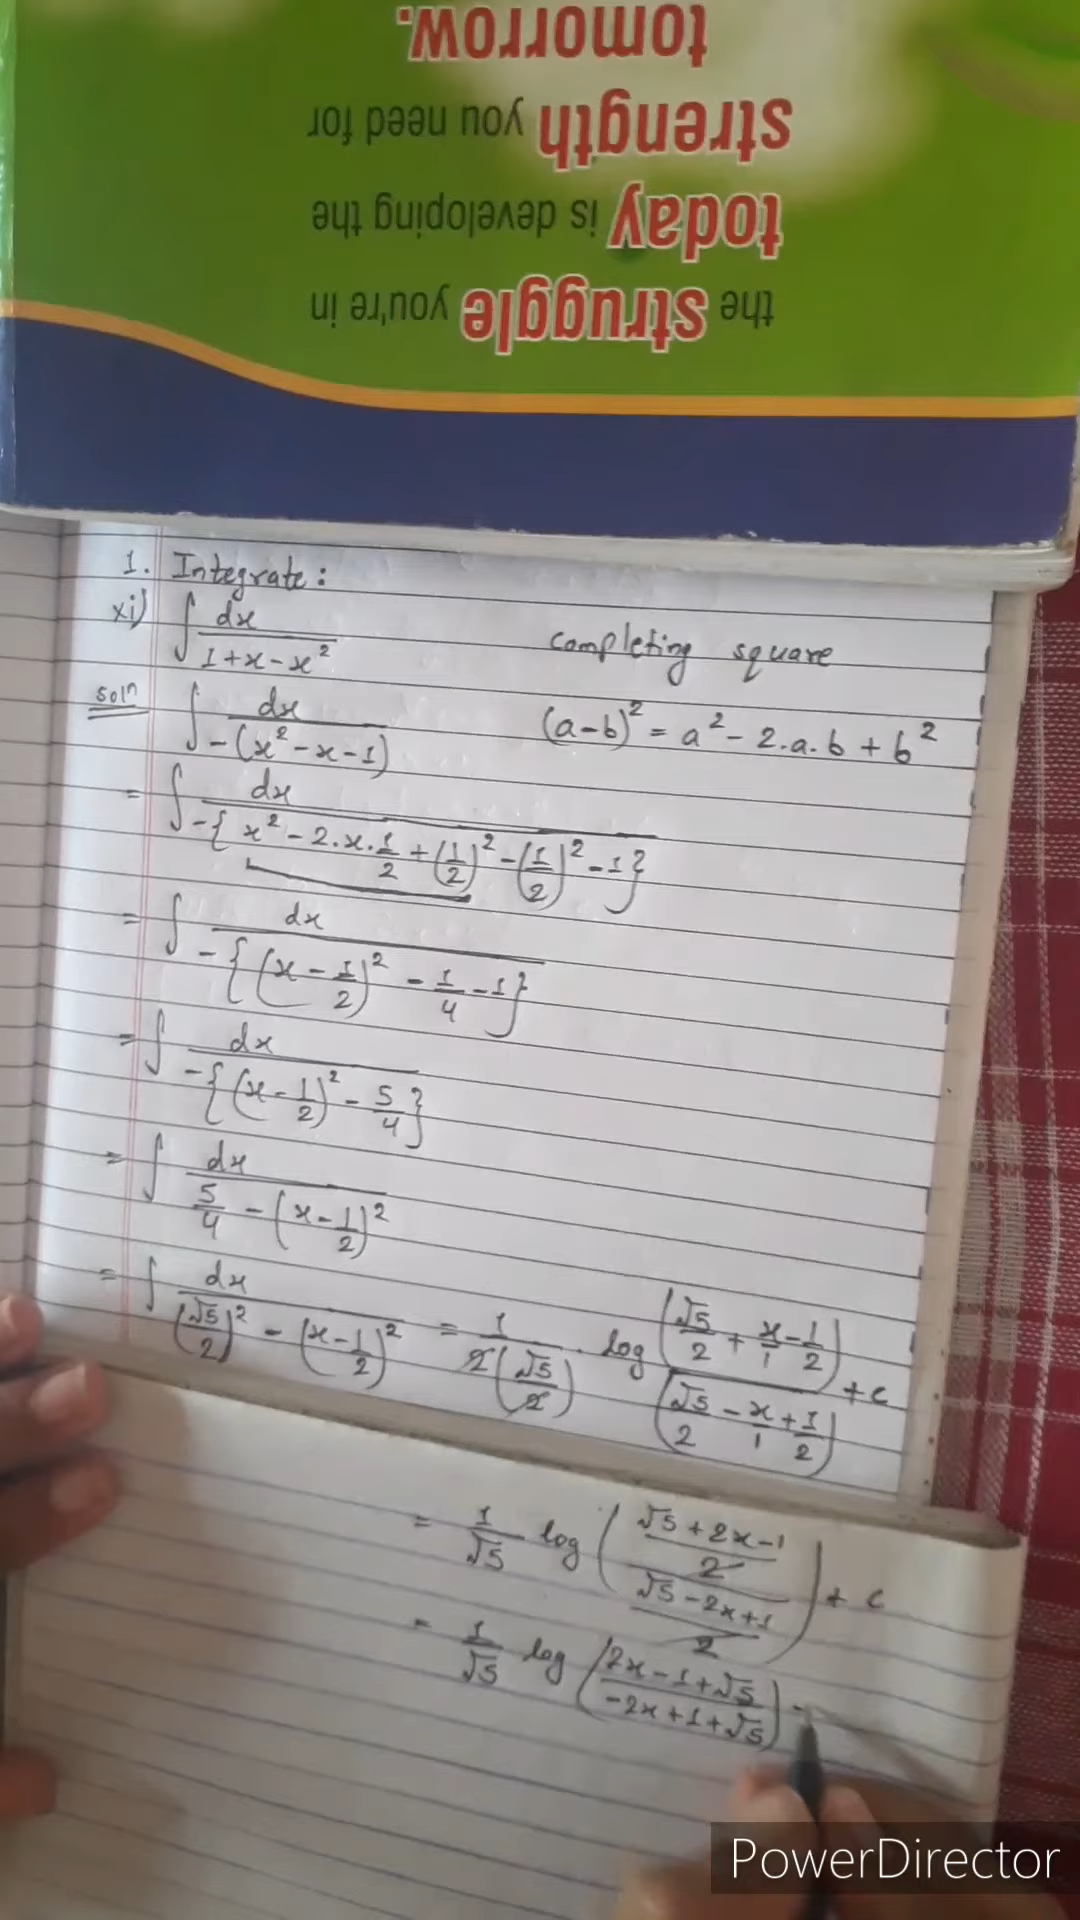 the struggle you're in
today is developing the
strength you need for
tomorrow.
1. Integrate:
xi) ∫ dx / (1+x-x²)
completing square
Solⁿ ∫ dx / -(x²-x-1)
(a-b)² = a² - 2.a.b + b²
= ∫ dx / -{x² - 2.x.1/2 + (1/2)² - (1/2)² - 1}
= ∫ dx / -{(x - 1/2)² - 1/4 - 1}
= ∫ dx / -{(x - 1/2)² - 5/4}
= ∫ dx / 5/4 - (x - 1/2)²
= ∫ dx / (√5/2)² - (x - 1/2)² = 1 / 2(√5/2) . log (√5/2 + x/1 - 1/2) / (√5/2 - x/1 + 1/2) + c
= 1/√5 log ((√5+2x-1)/2 / (√5-2x+1)/2) + c
= 1/√5 log ((2x-1+√5) / (-2x+1+√5))
PowerDirector